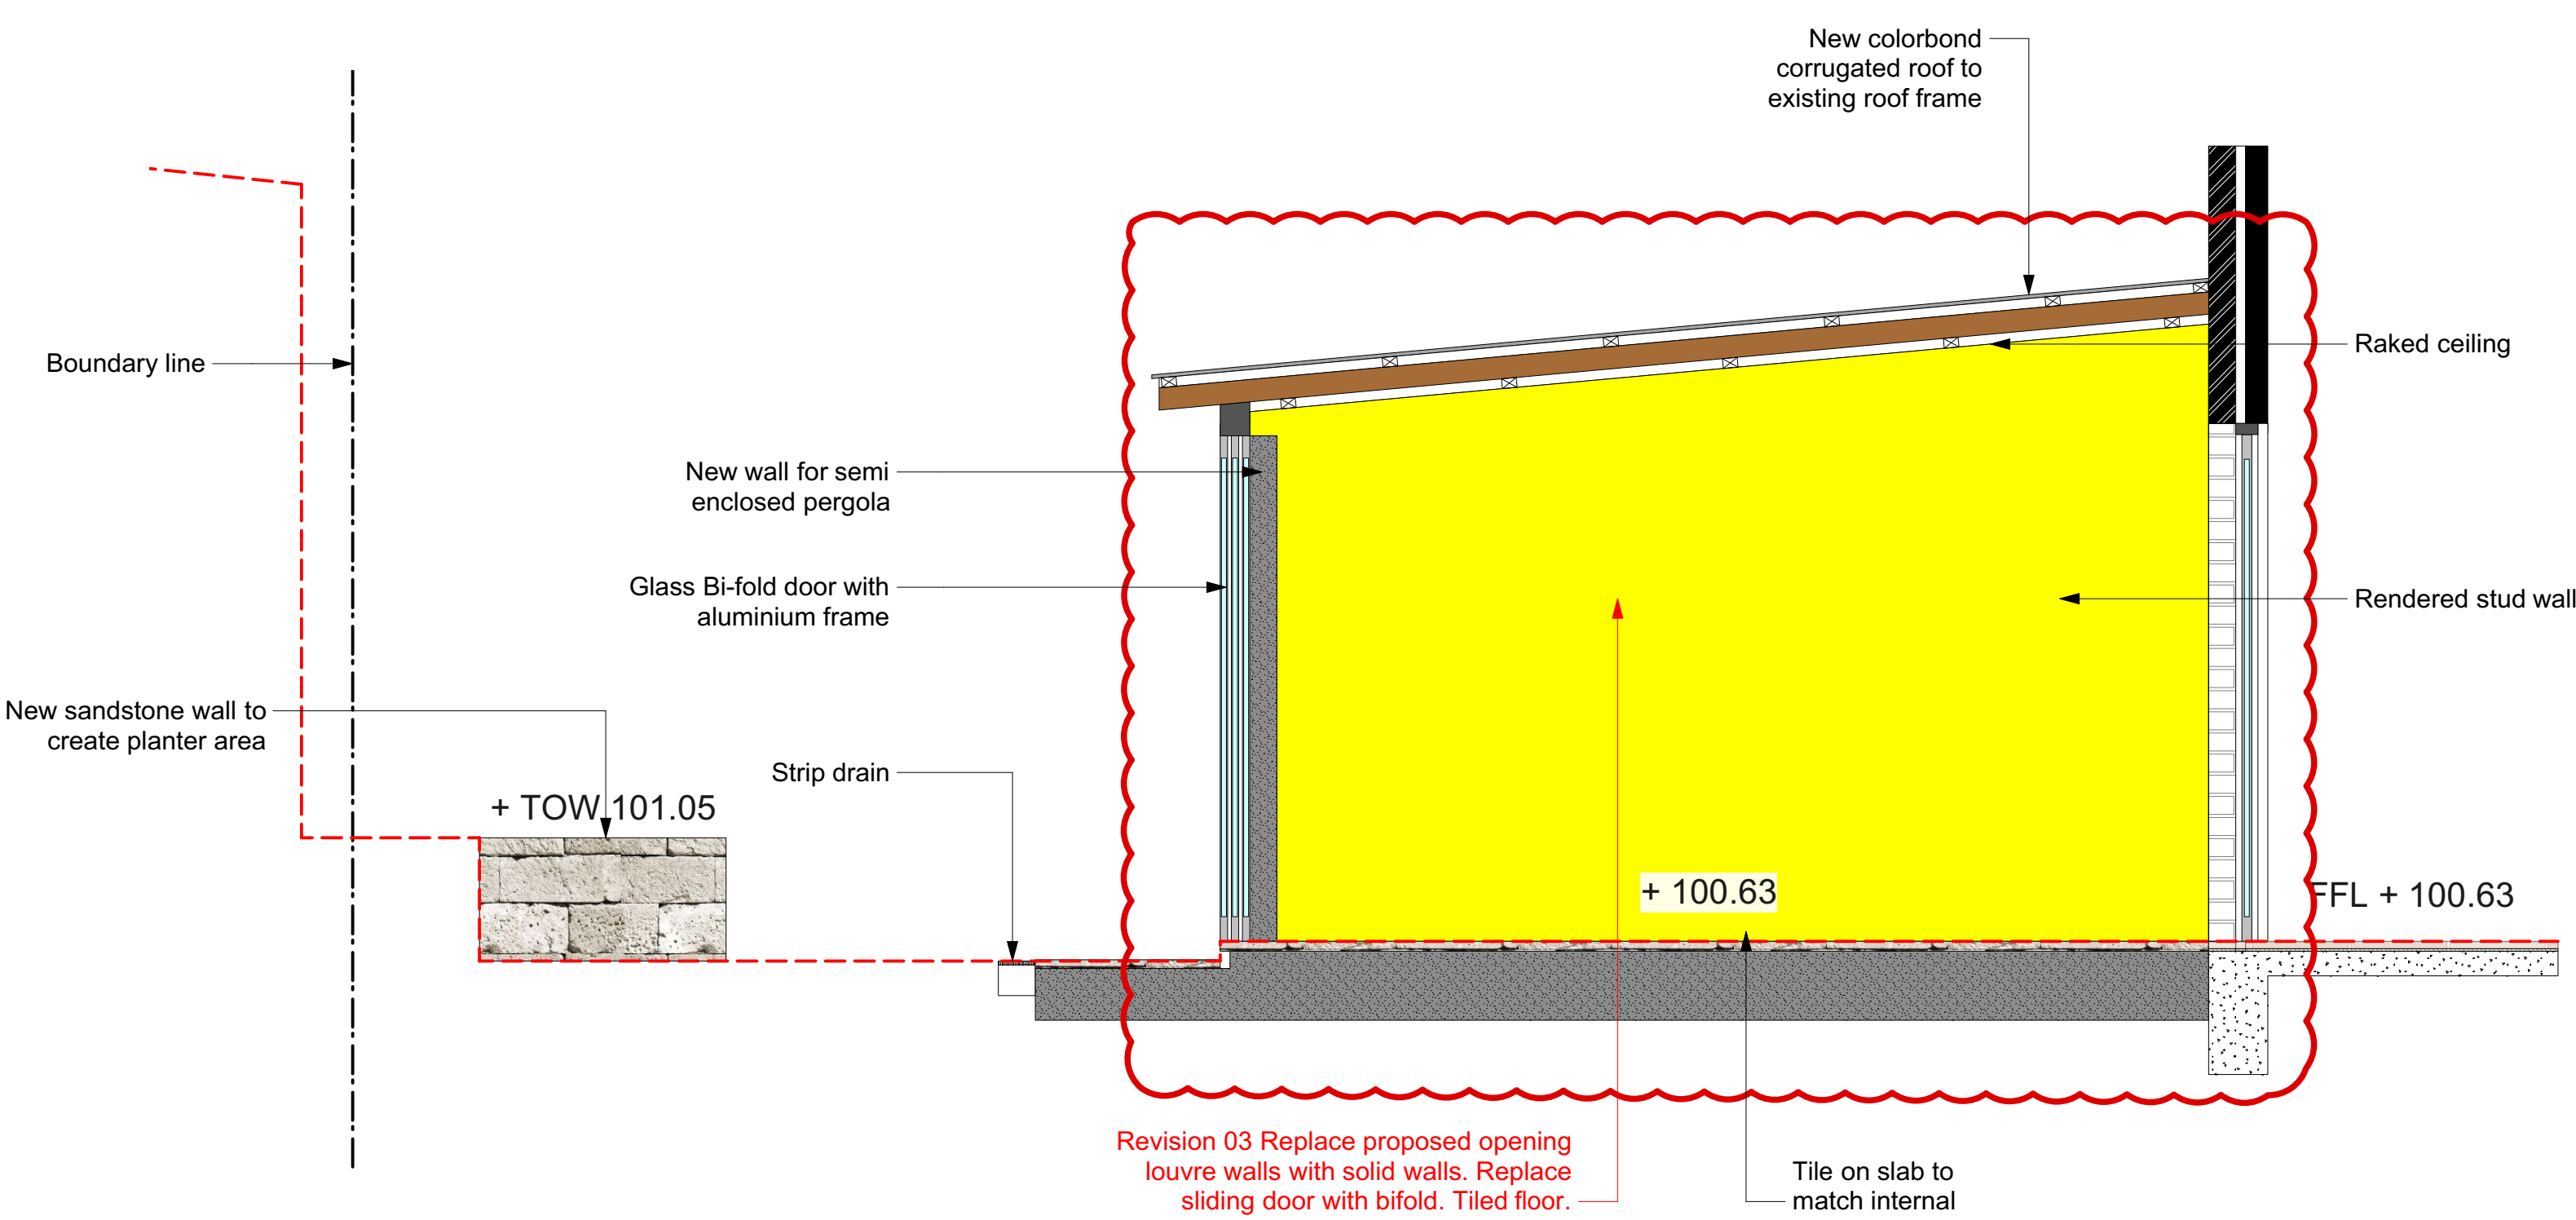 New colorbond
corrugated roof to
existing roof frame
Boundary line
Raked ceiling
New wall for semi
enclosed pergola
Glass Bi-fold door with
aluminium frame
Rendered stud wall
New sandstone wall to
create planter area
Strip drain
+ TOW 101.05
+ 100.63
FFL + 100.63
Revision 03 Replace proposed opening
louvre walls with solid walls. Replace
sliding door with bifold. Tiled floor.
Tile on slab to
match internal